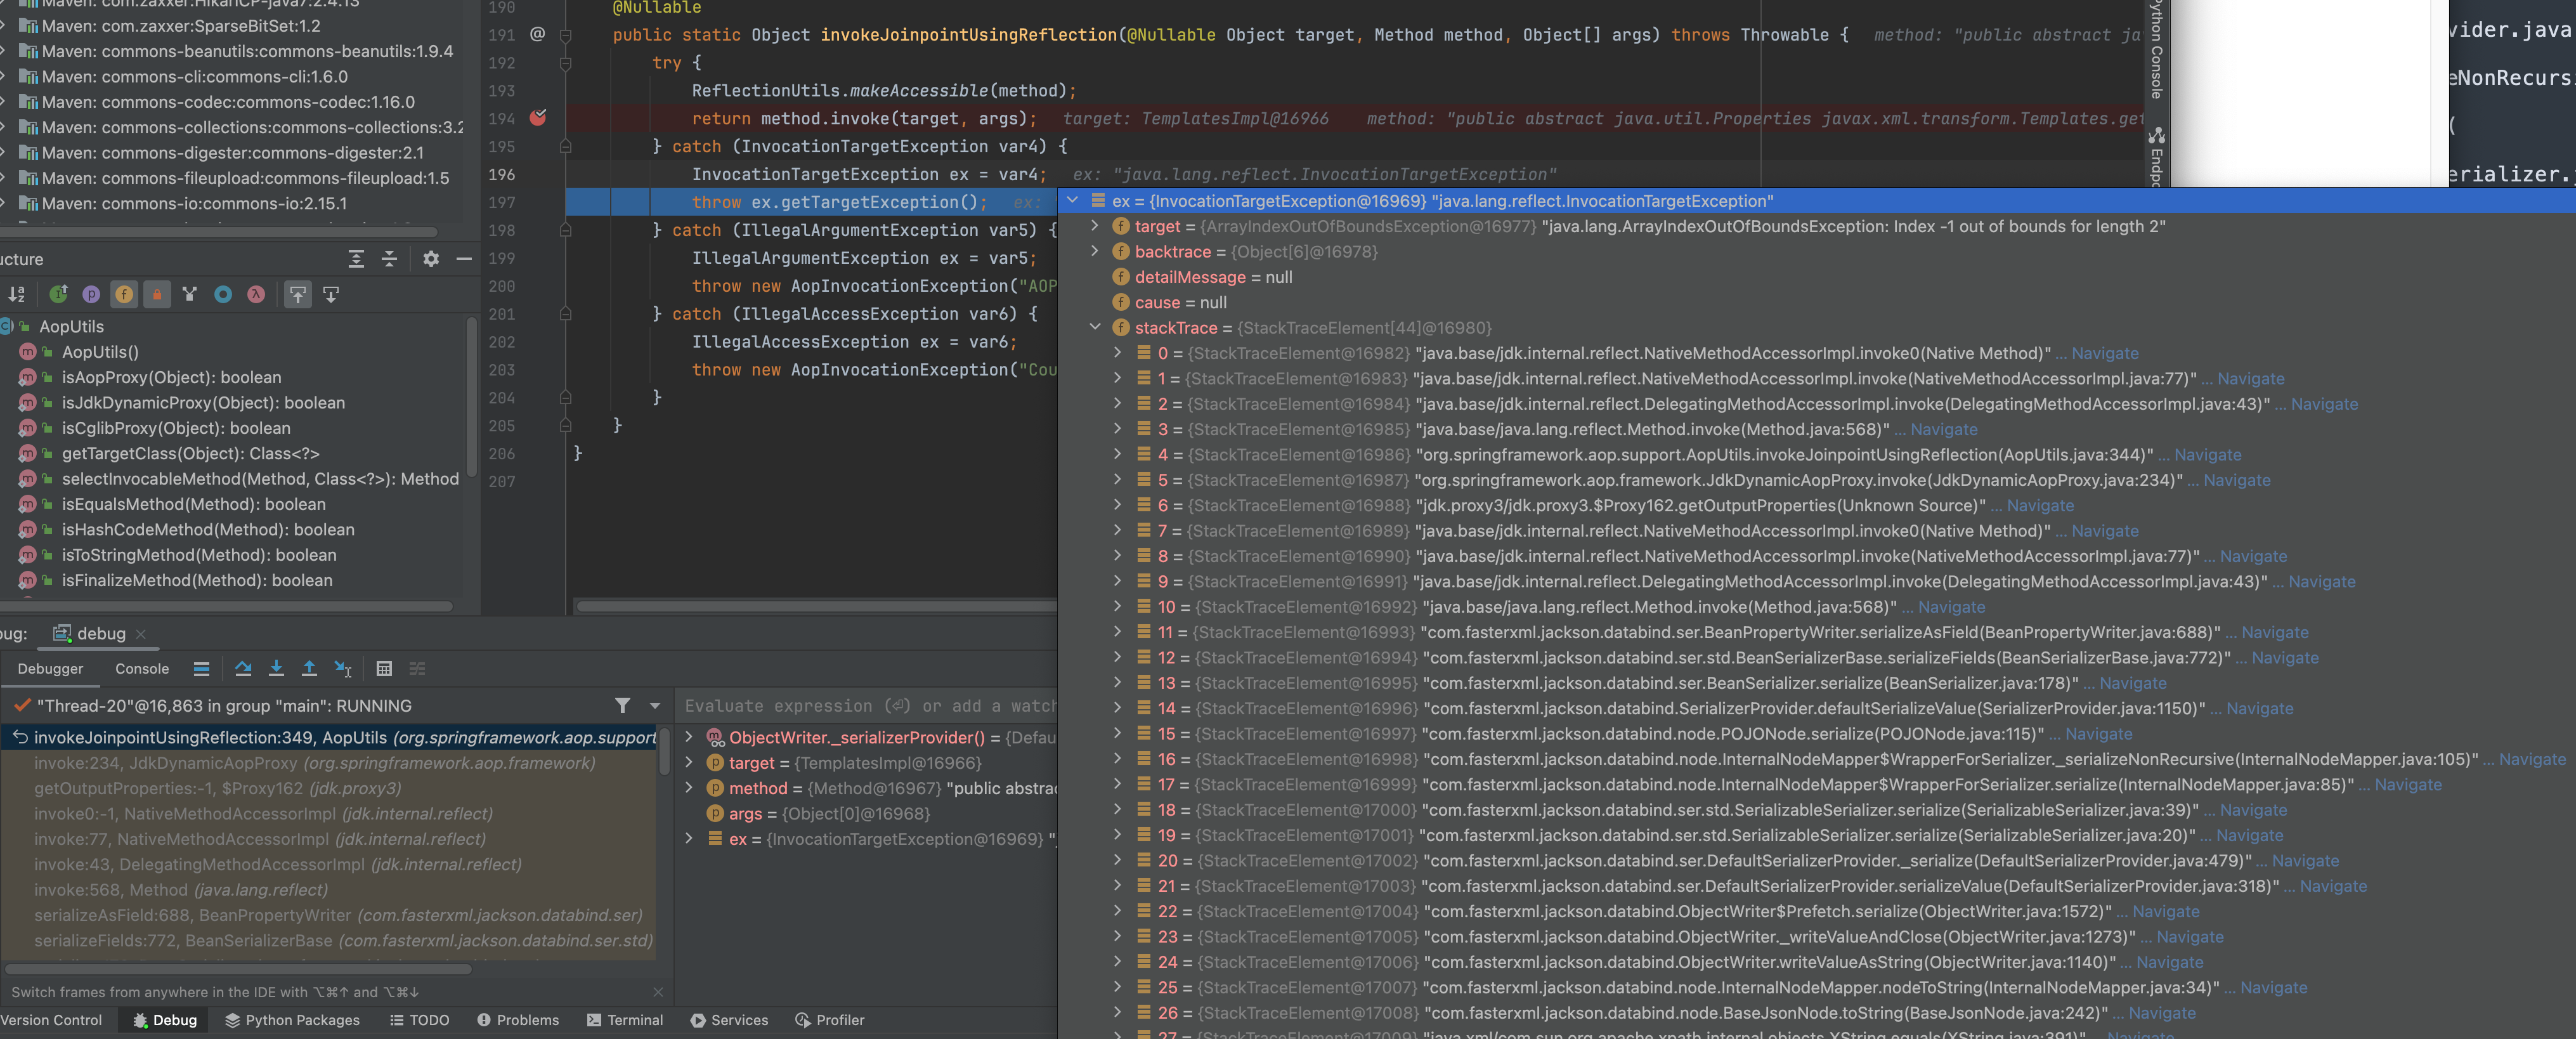 Maven: com.zaxxer:HikariCP-java7:2.4.13
Maven: com.zaxxer:SparseBitSet:1.2
Maven: commons-beanutils:commons-beanutils:1.9.4
Maven: commons-cli:commons-cli:1.6.0
Maven: commons-codec:commons-codec:1.16.0
Maven: commons-collections:commons-collections:3.2
Maven: commons-digester:commons-digester:2.1
Maven: commons-fileupload:commons-fileupload:1.5
Maven: commons-io:commons-io:2.15.1
ucture
AopUtils
AopUtils()
isAopProxy(Object): boolean
isJdkDynamicProxy(Object): boolean
isCglibProxy(Object): boolean
getTargetClass(Object): Class<?>
selectInvocableMethod(Method, Class<?>): Method
isEqualsMethod(Method): boolean
isHashCodeMethod(Method): boolean
isToStringMethod(Method): boolean
isFinalizeMethod(Method): boolean
190 @Nullable
191 @ public static Object invokeJoinpointUsingReflection(@Nullable Object target, Method method, Object[] args) throws Throwable { method: "public abstract ja
192 try {
193 ReflectionUtils.makeAccessible(method);
194 return method.invoke(target, args); target: TemplatesImpl@16966 method: "public abstract java.util.Properties javax.xml.transform.Templates.get
195 } catch (InvocationTargetException var4) {
196 InvocationTargetException ex = var4; ex: "java.lang.reflect.InvocationTargetException"
197 throw ex.getTargetException(); ex:
198 } catch (IllegalArgumentException var5) {
199 IllegalArgumentException ex = var5;
200 throw new AopInvocationException("AOP
201 } catch (IllegalAccessException var6) {
202 IllegalAccessException ex = var6;
203 throw new AopInvocationException("Cou
204 }
205 }
206 }
207
Python Console
Endpo
vider.java
eNonRecurs
(
erializer.
ex = {InvocationTargetException@16969} "java.lang.reflect.InvocationTargetException"
target = {ArrayIndexOutOfBoundsException@16977} "java.lang.ArrayIndexOutOfBoundsException: Index -1 out of bounds for length 2"
backtrace = {Object[6]@16978}
detailMessage = null
cause = null
stackTrace = {StackTraceElement[44]@16980}
0 = {StackTraceElement@16982} "java.base/jdk.internal.reflect.NativeMethodAccessorImpl.invoke0(Native Method)" ... Navigate
1 = {StackTraceElement@16983} "java.base/jdk.internal.reflect.NativeMethodAccessorImpl.invoke(NativeMethodAccessorImpl.java:77)" ... Navigate
2 = {StackTraceElement@16984} "java.base/jdk.internal.reflect.DelegatingMethodAccessorImpl.invoke(DelegatingMethodAccessorImpl.java:43)" ... Navigate
3 = {StackTraceElement@16985} "java.base/java.lang.reflect.Method.invoke(Method.java:568)" ... Navigate
4 = {StackTraceElement@16986} "org.springframework.aop.support.AopUtils.invokeJoinpointUsingReflection(AopUtils.java:344)" ... Navigate
5 = {StackTraceElement@16987} "org.springframework.aop.framework.JdkDynamicAopProxy.invoke(JdkDynamicAopProxy.java:234)" ... Navigate
6 = {StackTraceElement@16988} "jdk.proxy3/jdk.proxy3.$Proxy162.getOutputProperties(Unknown Source)" ... Navigate
7 = {StackTraceElement@16989} "java.base/jdk.internal.reflect.NativeMethodAccessorImpl.invoke0(Native Method)" ... Navigate
8 = {StackTraceElement@16990} "java.base/jdk.internal.reflect.NativeMethodAccessorImpl.invoke(NativeMethodAccessorImpl.java:77)" ... Navigate
9 = {StackTraceElement@16991} "java.base/jdk.internal.reflect.DelegatingMethodAccessorImpl.invoke(DelegatingMethodAccessorImpl.java:43)" ... Navigate
10 = {StackTraceElement@16992} "java.base/java.lang.reflect.Method.invoke(Method.java:568)" ... Navigate
11 = {StackTraceElement@16993} "com.fasterxml.jackson.databind.ser.BeanPropertyWriter.serializeAsField(BeanPropertyWriter.java:688)" ... Navigate
12 = {StackTraceElement@16994} "com.fasterxml.jackson.databind.ser.std.BeanSerializerBase.serializeFields(BeanSerializerBase.java:772)" ... Navigate
13 = {StackTraceElement@16995} "com.fasterxml.jackson.databind.ser.BeanSerializer.serialize(BeanSerializer.java:178)" ... Navigate
14 = {StackTraceElement@16996} "com.fasterxml.jackson.databind.SerializerProvider.defaultSerializeValue(SerializerProvider.java:1150)" ... Navigate
15 = {StackTraceElement@16997} "com.fasterxml.jackson.databind.node.POJONode.serialize(POJONode.java:115)" ... Navigate
16 = {StackTraceElement@16998} "com.fasterxml.jackson.databind.node.InternalNodeMapper$WrapperForSerializer._serializeNonRecursive(InternalNodeMapper.java:105)" ... Navigate
17 = {StackTraceElement@16999} "com.fasterxml.jackson.databind.node.InternalNodeMapper$WrapperForSerializer.serialize(InternalNodeMapper.java:85)" ... Navigate
18 = {StackTraceElement@17000} "com.fasterxml.jackson.databind.ser.std.SerializableSerializer.serialize(SerializableSerializer.java:39)" ... Navigate
19 = {StackTraceElement@17001} "com.fasterxml.jackson.databind.ser.std.SerializableSerializer.serialize(SerializableSerializer.java:20)" ... Navigate
20 = {StackTraceElement@17002} "com.fasterxml.jackson.databind.ser.DefaultSerializerProvider._serialize(DefaultSerializerProvider.java:479)" ... Navigate
21 = {StackTraceElement@17003} "com.fasterxml.jackson.databind.ser.DefaultSerializerProvider.serializeValue(DefaultSerializerProvider.java:318)" ... Navigate
22 = {StackTraceElement@17004} "com.fasterxml.jackson.databind.ObjectWriter$Prefetch.serialize(ObjectWriter.java:1572)" ... Navigate
23 = {StackTraceElement@17005} "com.fasterxml.jackson.databind.ObjectWriter._writeValueAndClose(ObjectWriter.java:1273)" ... Navigate
24 = {StackTraceElement@17006} "com.fasterxml.jackson.databind.ObjectWriter.writeValueAsString(ObjectWriter.java:1140)" ... Navigate
25 = {StackTraceElement@17007} "com.fasterxml.jackson.databind.node.InternalNodeMapper.nodeToString(InternalNodeMapper.java:34)" ... Navigate
26 = {StackTraceElement@17008} "com.fasterxml.jackson.databind.node.BaseJsonNode.toString(BaseJsonNode.java:242)" ... Navigate
27 = {StackTraceElement@17009} "java.xml/com.sun.org.apache.xpath.internal.objects.XString.equals(XString.java:391)" ... Navigate
bug: debug
Debugger Console
"Thread-20"@16,863 in group "main": RUNNING
invokeJoinpointUsingReflection:349, AopUtils (org.springframework.aop.support
invoke:234, JdkDynamicAopProxy (org.springframework.aop.framework)
getOutputProperties:-1, $Proxy162 (jdk.proxy3)
invoke0:-1, NativeMethodAccessorImpl (jdk.internal.reflect)
invoke:77, NativeMethodAccessorImpl (jdk.internal.reflect)
invoke:43, DelegatingMethodAccessorImpl (jdk.internal.reflect)
invoke:568, Method (java.lang.reflect)
serializeAsField:688, BeanPropertyWriter (com.fasterxml.jackson.databind.ser)
serializeFields:772, BeanSerializerBase (com.fasterxml.jackson.databind.ser.std)
Switch frames from anywhere in the IDE with ⌥⌘↑ and ⌥⌘↓
Evaluate expression (⏎) or add a watch
ObjectWriter._serializerProvider() = {Defau
target = {TemplatesImpl@16966}
method = {Method@16967} "public abstrac
args = {Object[0]@16968}
ex = {InvocationTargetException@16969} "j
Version Control Debug Python Packages TODO Problems Terminal Services Profiler